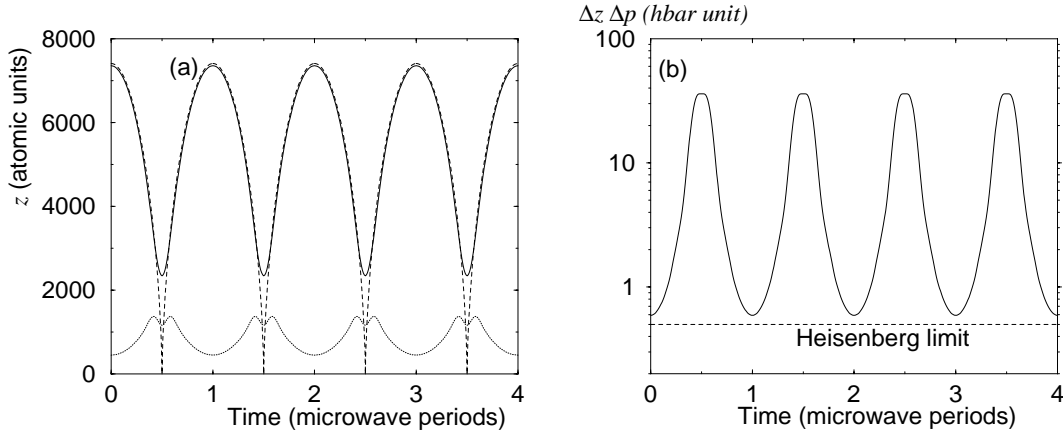 Δz Δp (hbar unit)
(a)
z (atomic units)
8000
6000
4000
2000
0
0 1 2 3 4
Time (microwave periods)
(b)
100
10
1
Heisenberg limit
0 1 2 3 4
Time (microwave periods)